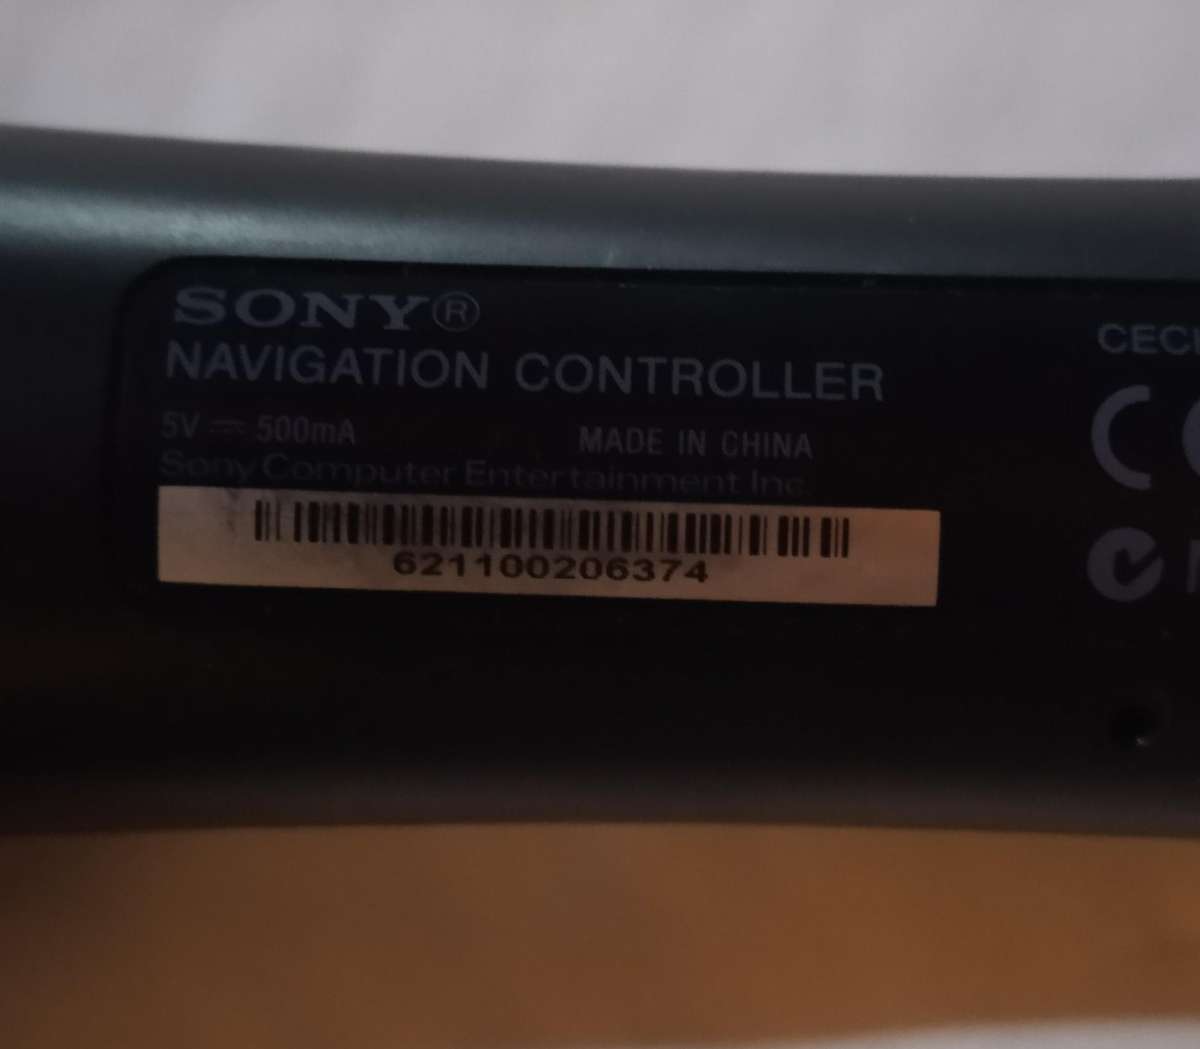 SONY®
NAVIGATION CONTROLLER
5V ⎓ 500mA MADE IN CHINA
Sony Computer Entertainment Inc.
621100206374